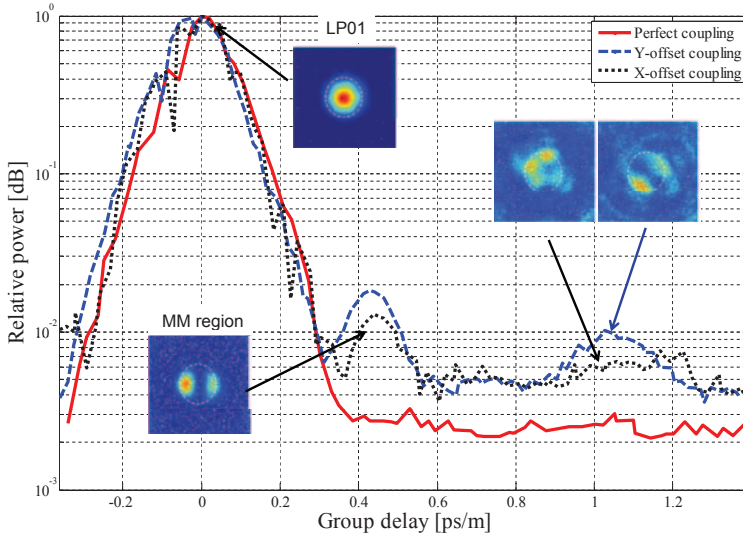 LP01
Perfect coupling
Y-offset coupling
X-offset coupling
10^0
10^-1
10^-2
10^-3
Relative power [dB]
MM region
-0.2
0
0.2
0.4
0.6
0.8
1
1.2
Group delay [ps/m]